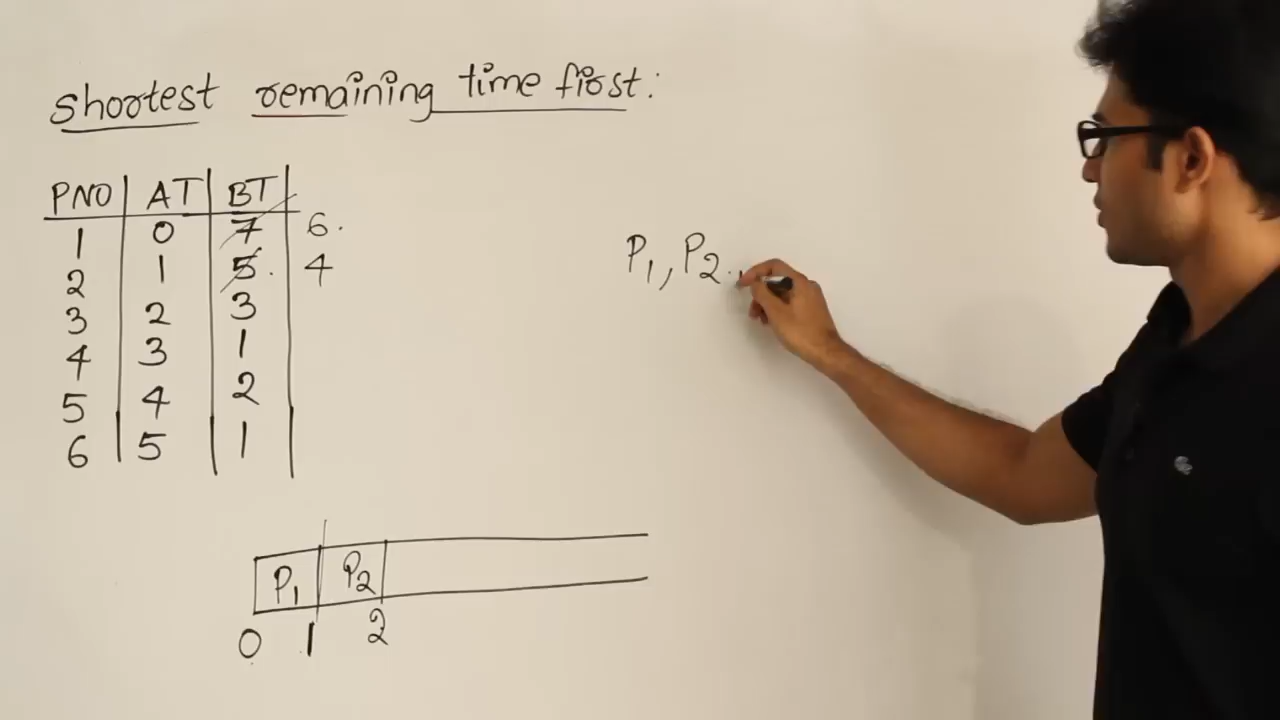 Shortest remaining time first:
PNO AT BT
1 0 7 6.
2 1 5. 4
3 2 3
4 3 1
5 4 2
6 5 1
P1, P2.
P1 P2
0 1 2